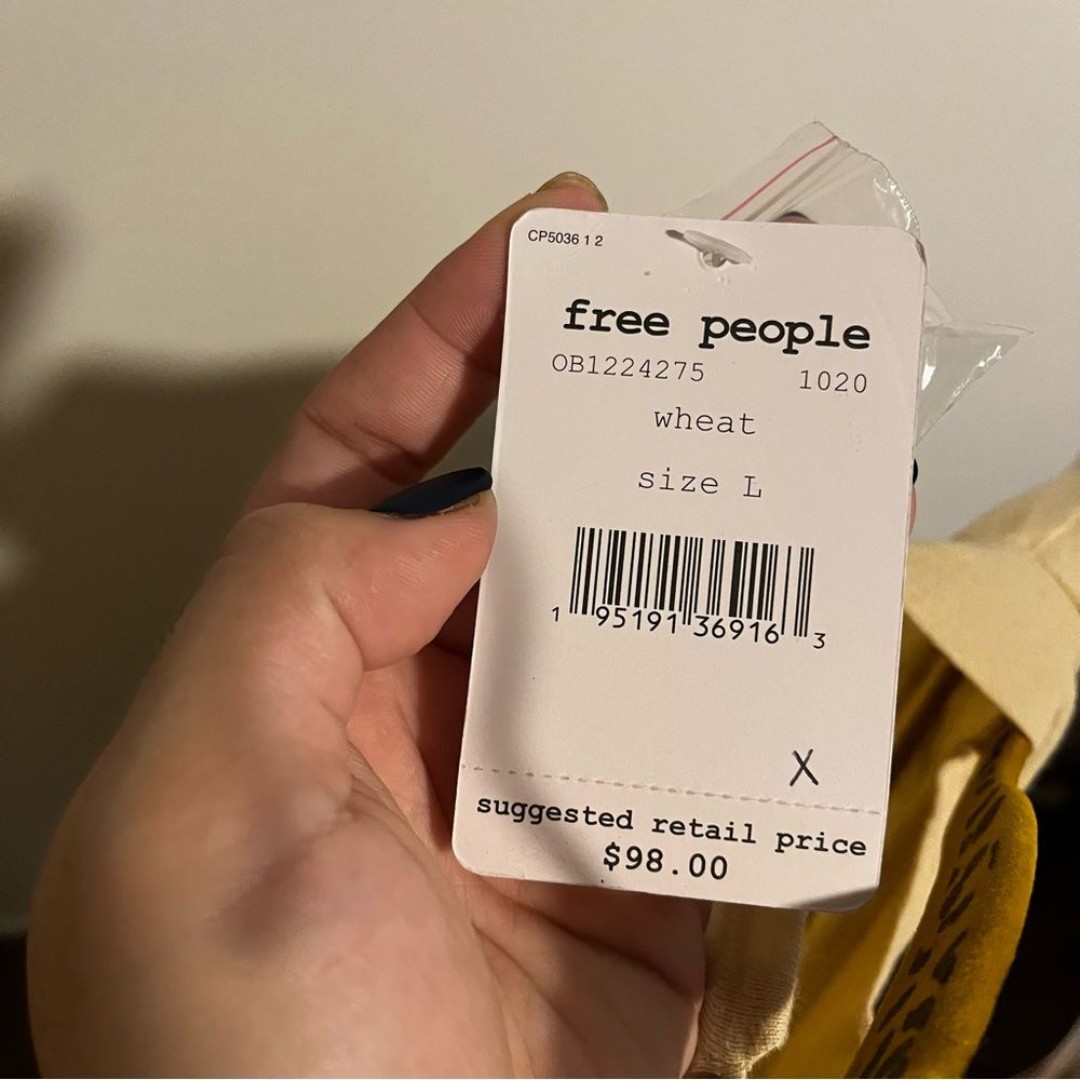 CP5036 1 2
free people
OB1224275 1020
wheat
size L
1 95191 36916 3
X
suggested retail price
$98.00